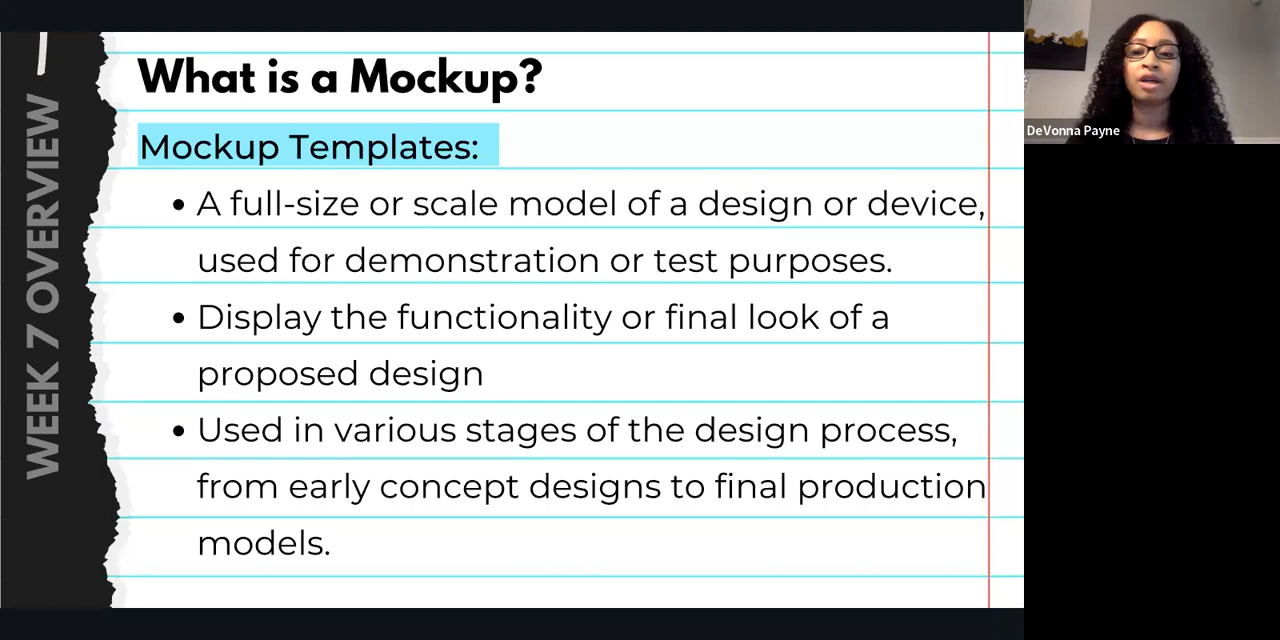 WEEK 7 OVERVIEW
What is a Mockup?
Mockup Templates:
• A full-size or scale model of a design or device,
used for demonstration or test purposes.
• Display the functionality or final look of a
proposed design
• Used in various stages of the design process,
from early concept designs to final production
models.
DeVonna Payne